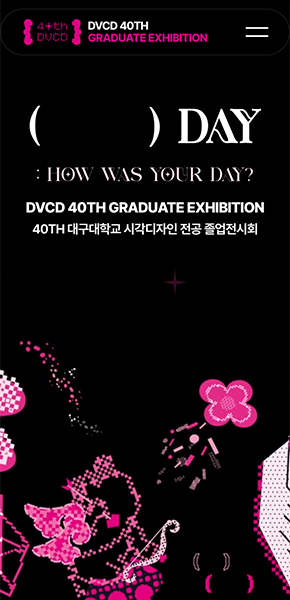 40th
DVCD
DVCD 40TH
GRADUATE EXHIBITION
( ) DAY
: HOW WAS YOUR DAY?
DVCD 40TH GRADUATE EXHIBITION
40TH 대구대학교 시각디자인 전공 졸업전시회